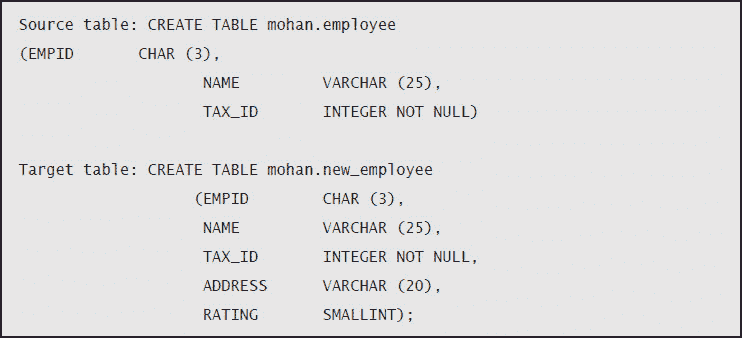 Source table: CREATE TABLE mohan.employee
(EMPID CHAR (3),
NAME VARCHAR (25),
TAX_ID INTEGER NOT NULL)
Target table: CREATE TABLE mohan.new_employee
(EMPID CHAR (3),
NAME VARCHAR (25),
TAX_ID INTEGER NOT NULL,
ADDRESS VARCHAR (20),
RATING SMALLINT);